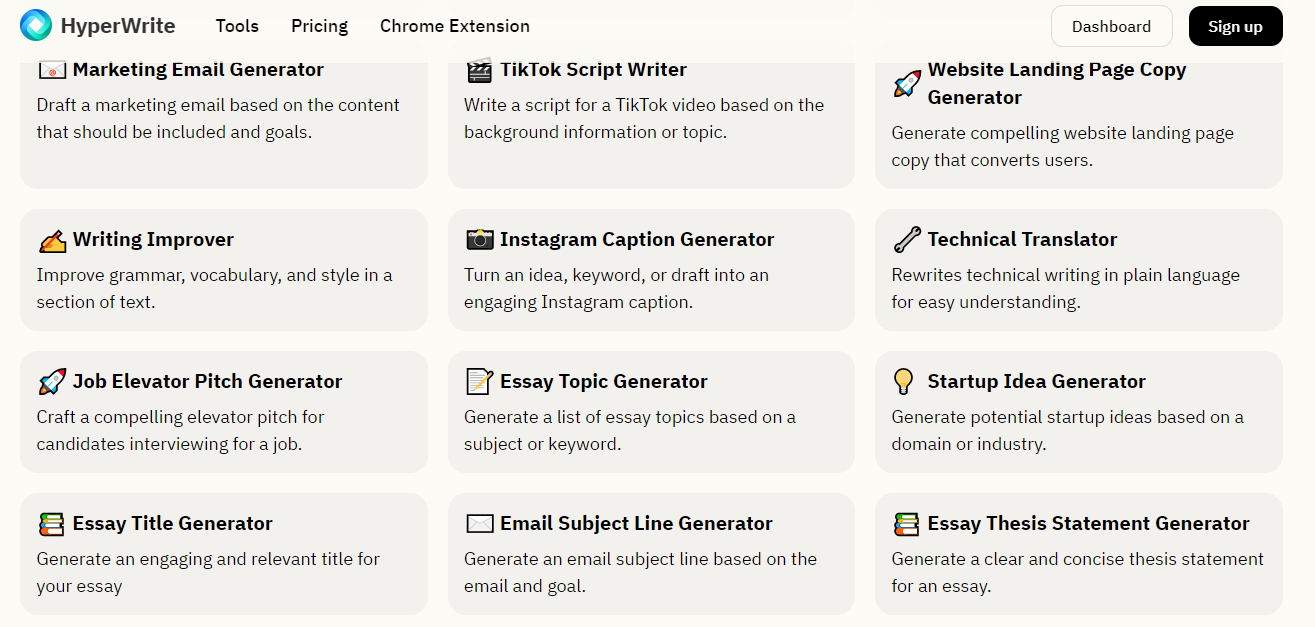 HyperWrite Tools Pricing Chrome Extension Dashboard Sign up
Marketing Email Generator
Draft a marketing email based on the content
that should be included and goals.
TikTok Script Writer
Write a script for a TikTok video based on the
background information or topic.
Website Landing Page Copy
Generator
Generate compelling website landing page
copy that converts users.
Writing Improver
Improve grammar, vocabulary, and style in a
section of text.
Instagram Caption Generator
Turn an idea, keyword, or draft into an
engaging Instagram caption.
Technical Translator
Rewrites technical writing in plain language
for easy understanding.
Job Elevator Pitch Generator
Craft a compelling elevator pitch for
candidates interviewing for a job.
Essay Topic Generator
Generate a list of essay topics based on a
subject or keyword.
Startup Idea Generator
Generate potential startup ideas based on a
domain or industry.
Essay Title Generator
Generate an engaging and relevant title for
your essay
Email Subject Line Generator
Generate an email subject line based on the
email and goal.
Essay Thesis Statement Generator
Generate a clear and concise thesis statement
for an essay.